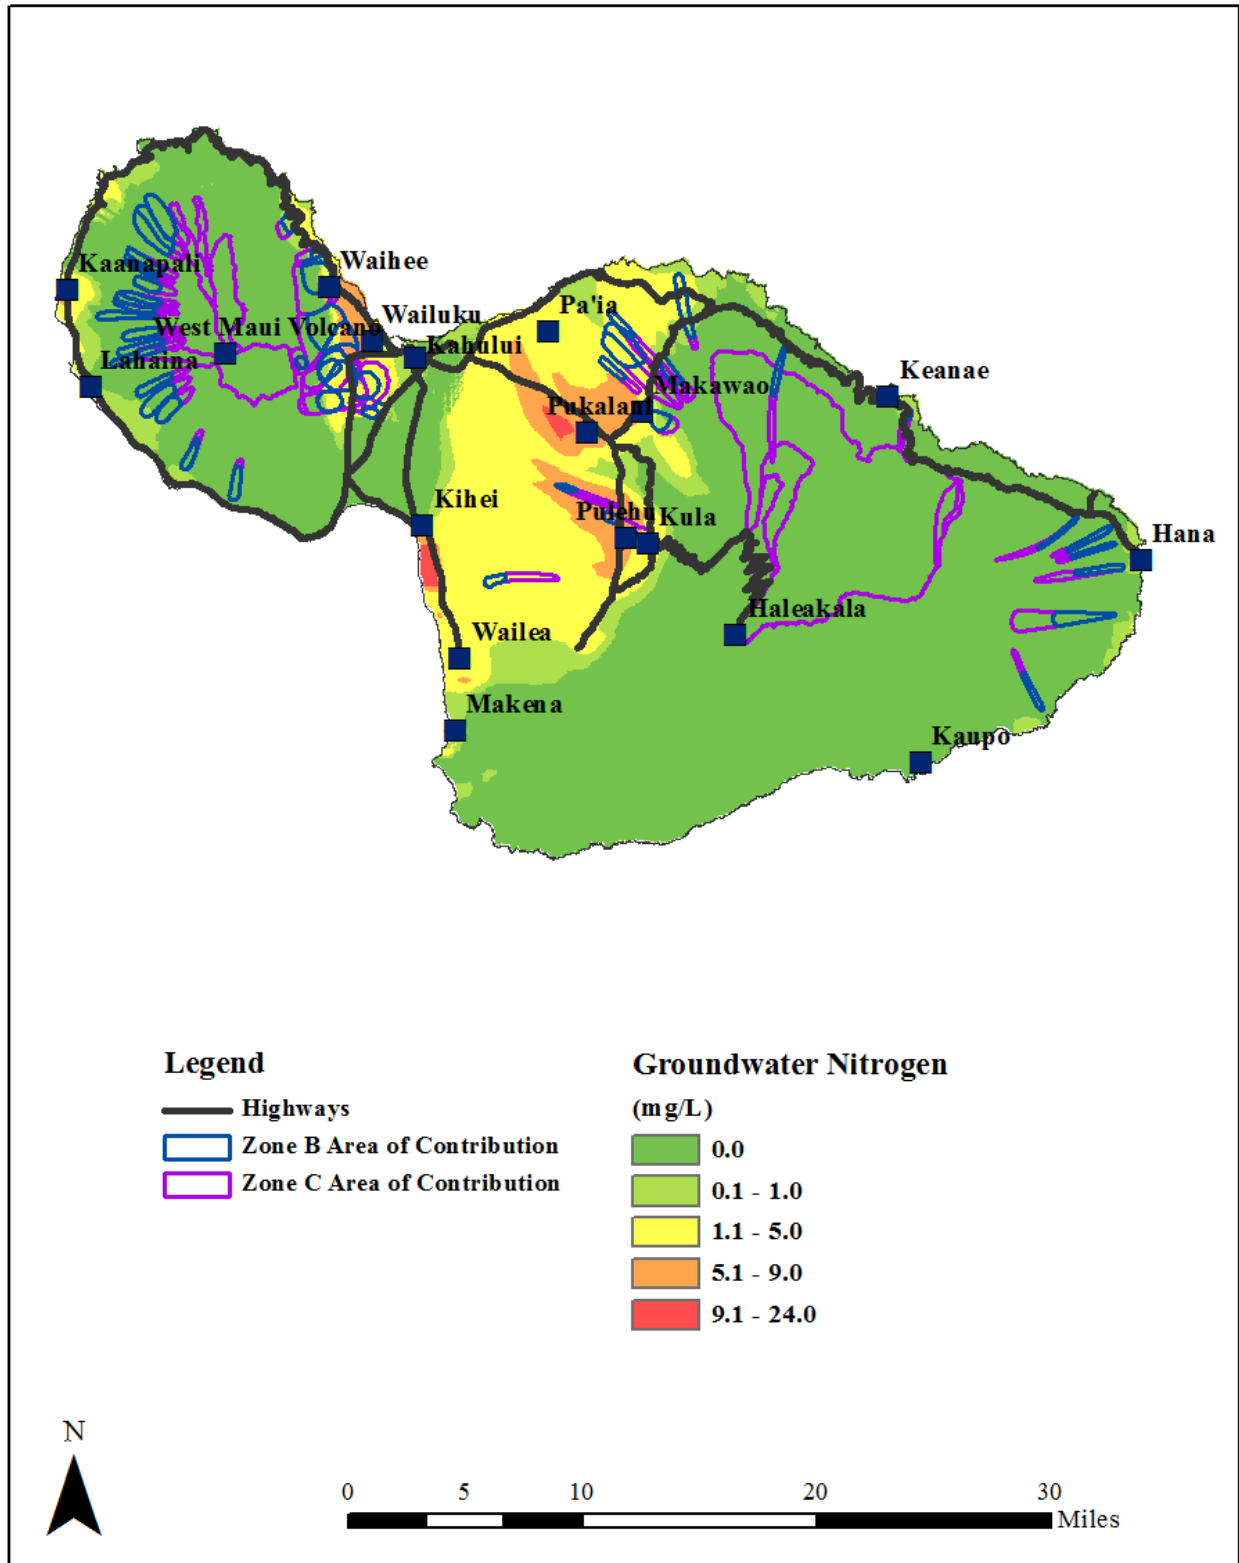 Waihee
Kaanapali
Wailuku
Pa'ia
West Maui Volcano
Kahului
Lahaina
Keanae
Makawao
Pukalani
Kihei
Pulehu
Kula
Hana
Haleakala
Wailea
Makena
Kaupo
Legend
Highways
Zone B Area of Contribution
Zone C Area of Contribution
Groundwater Nitrogen
(mg/L)
0.0
0.1 - 1.0
1.1 - 5.0
5.1 - 9.0
9.1 - 24.0
N
0 5 10 20 30
Miles